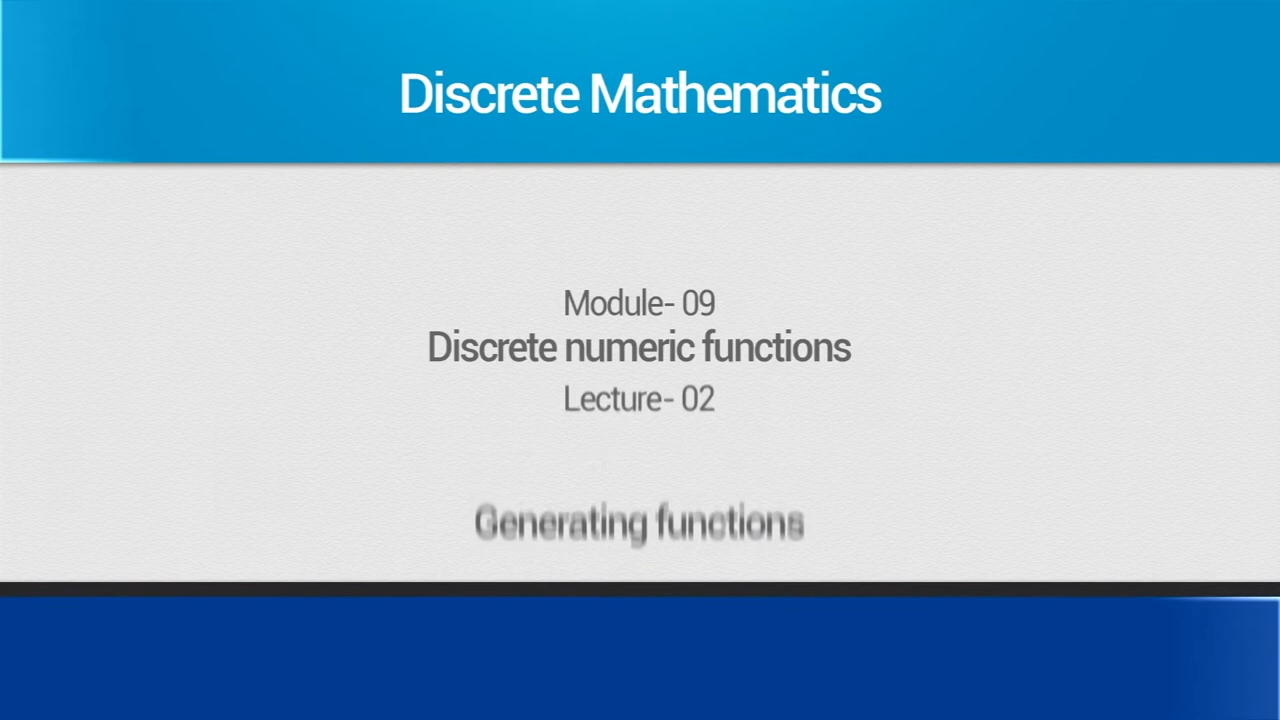 Discrete Mathematics
Module- 09
Discrete numeric functions
Lecture- 02
Generating functions